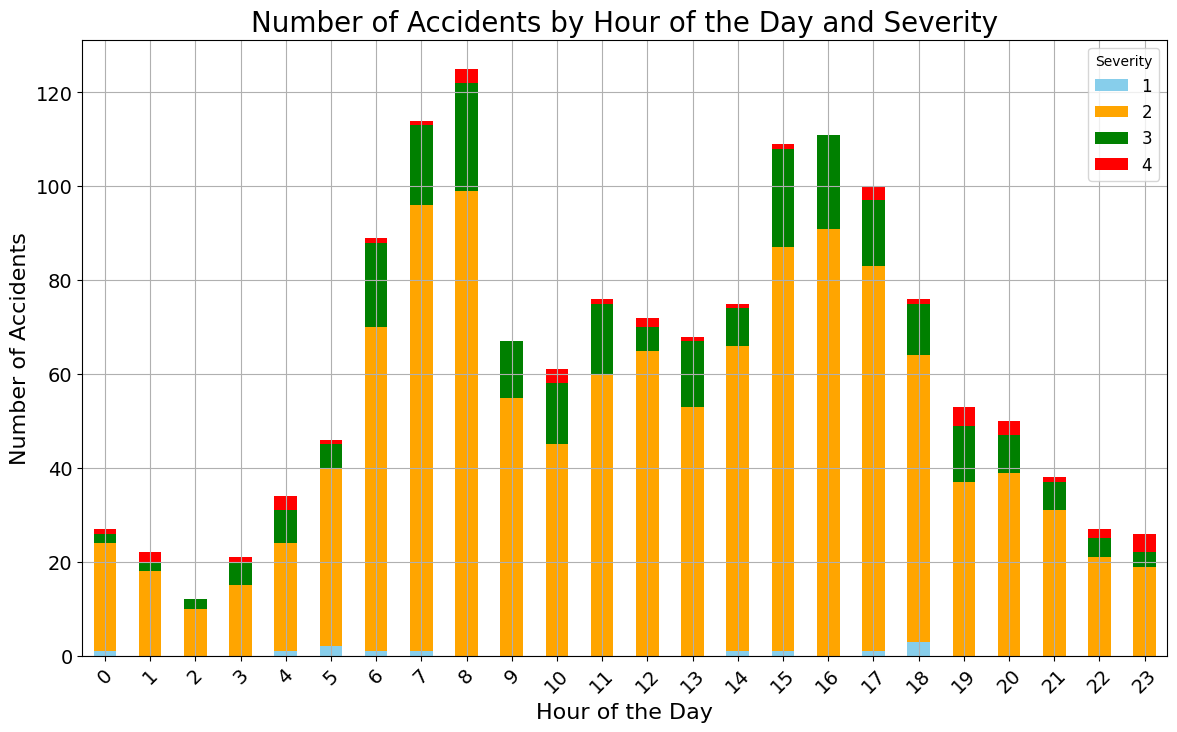 Number of Accidents by Hour of the Day and Severity
Number of Accidents
120
100
80
60
40
20
0
Severity
1
2
3
4
0 1 2 3 4 5 6 7 8 9 10 11 12 13 14 15 16 17 18 19 20 21 22 23
Hour of the Day